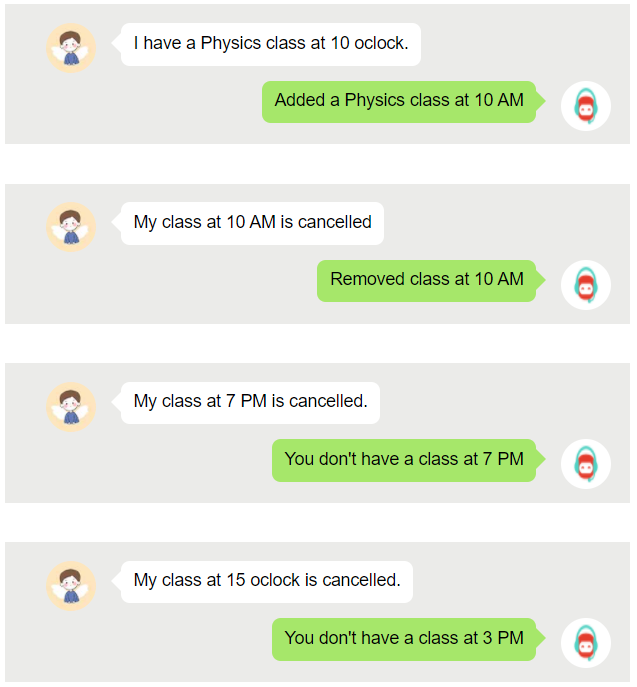 I have a Physics class at 10 oclock.
Added a Physics class at 10 AM
My class at 10 AM is cancelled
Removed class at 10 AM
My class at 7 PM is cancelled.
You don't have a class at 7 PM
My class at 15 oclock is cancelled.
You don't have a class at 3 PM